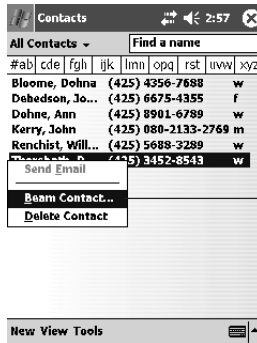 Contacts 2:57
All Contacts Find a name
#ab cde fgh ijk lmn opq rst uvw xyz
Bloome, Dohna (425) 4356-7688 w
Debedson, Jo... (425) 6675-4355 f
Dohne, Ann (425) 8901-6789 w
Kerry, John (425) 080-2133-2769 m
Renchist, Will... (425) 5688-3289 w
(425) 3452-8543 w
Send Email
Beam Contact...
Delete Contact
New View Tools